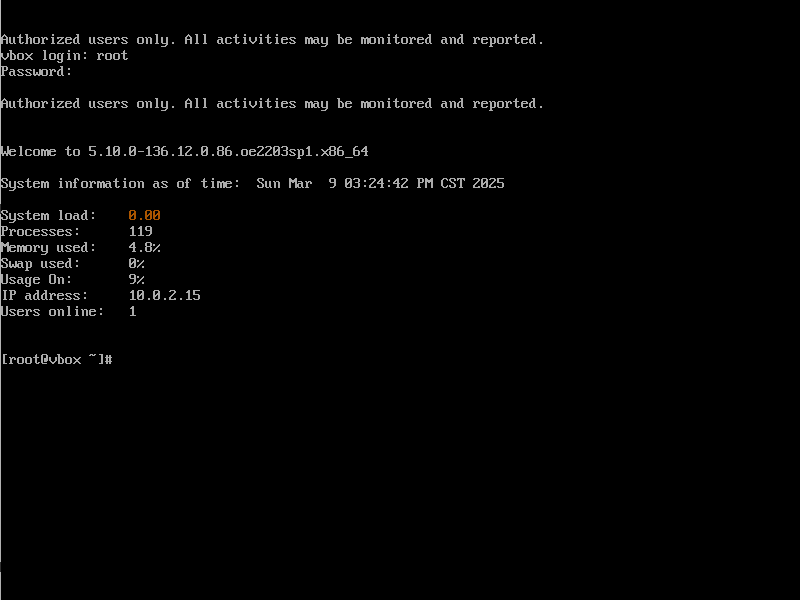 Authorized users only. All activities may be monitored and reported.
vbox login: root
Password:
Authorized users only. All activities may be monitored and reported.
Welcome to 5.10.0-136.12.0.86.oe2203sp1.x86_64
System information as of time:  Sun Mar  9 03:24:42 PM CST 2025
System load:    0.00
Processes:      119
Memory used:    4.8%
Swap used:      0%
Usage On:       9%
IP address:     10.0.2.15
Users online:   1
[root@vbox ~]#